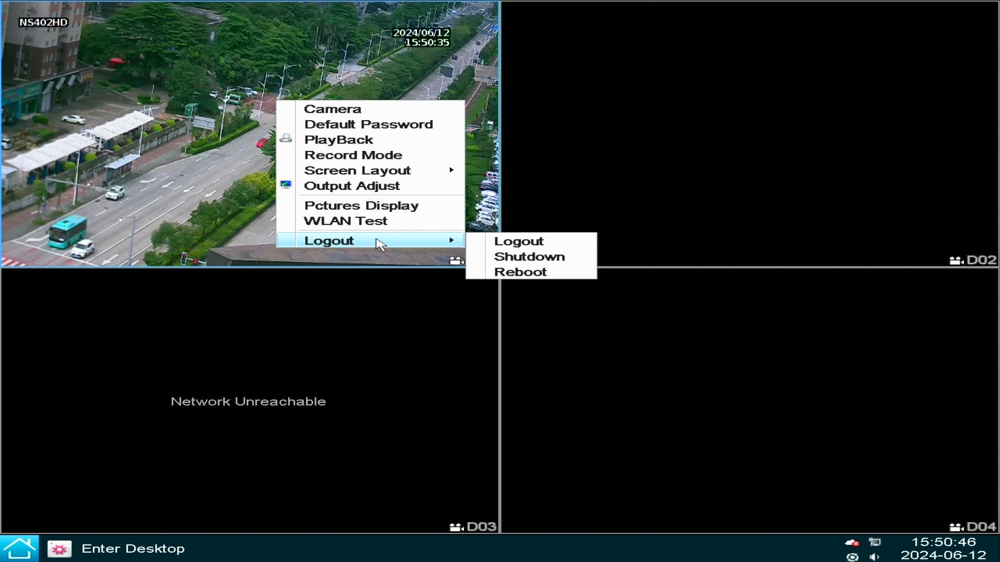 NS402HD
2024/06/12
15:50:35
Camera
Default Password
PlayBack
Record Mode
Screen Layout
Output Adjust
Pctures Display
WLAN Test
Logout
Logout
Shutdown
Reboot
D02
Network Unreachable
D03
D04
Enter Desktop
15:50:46
2024-06-12